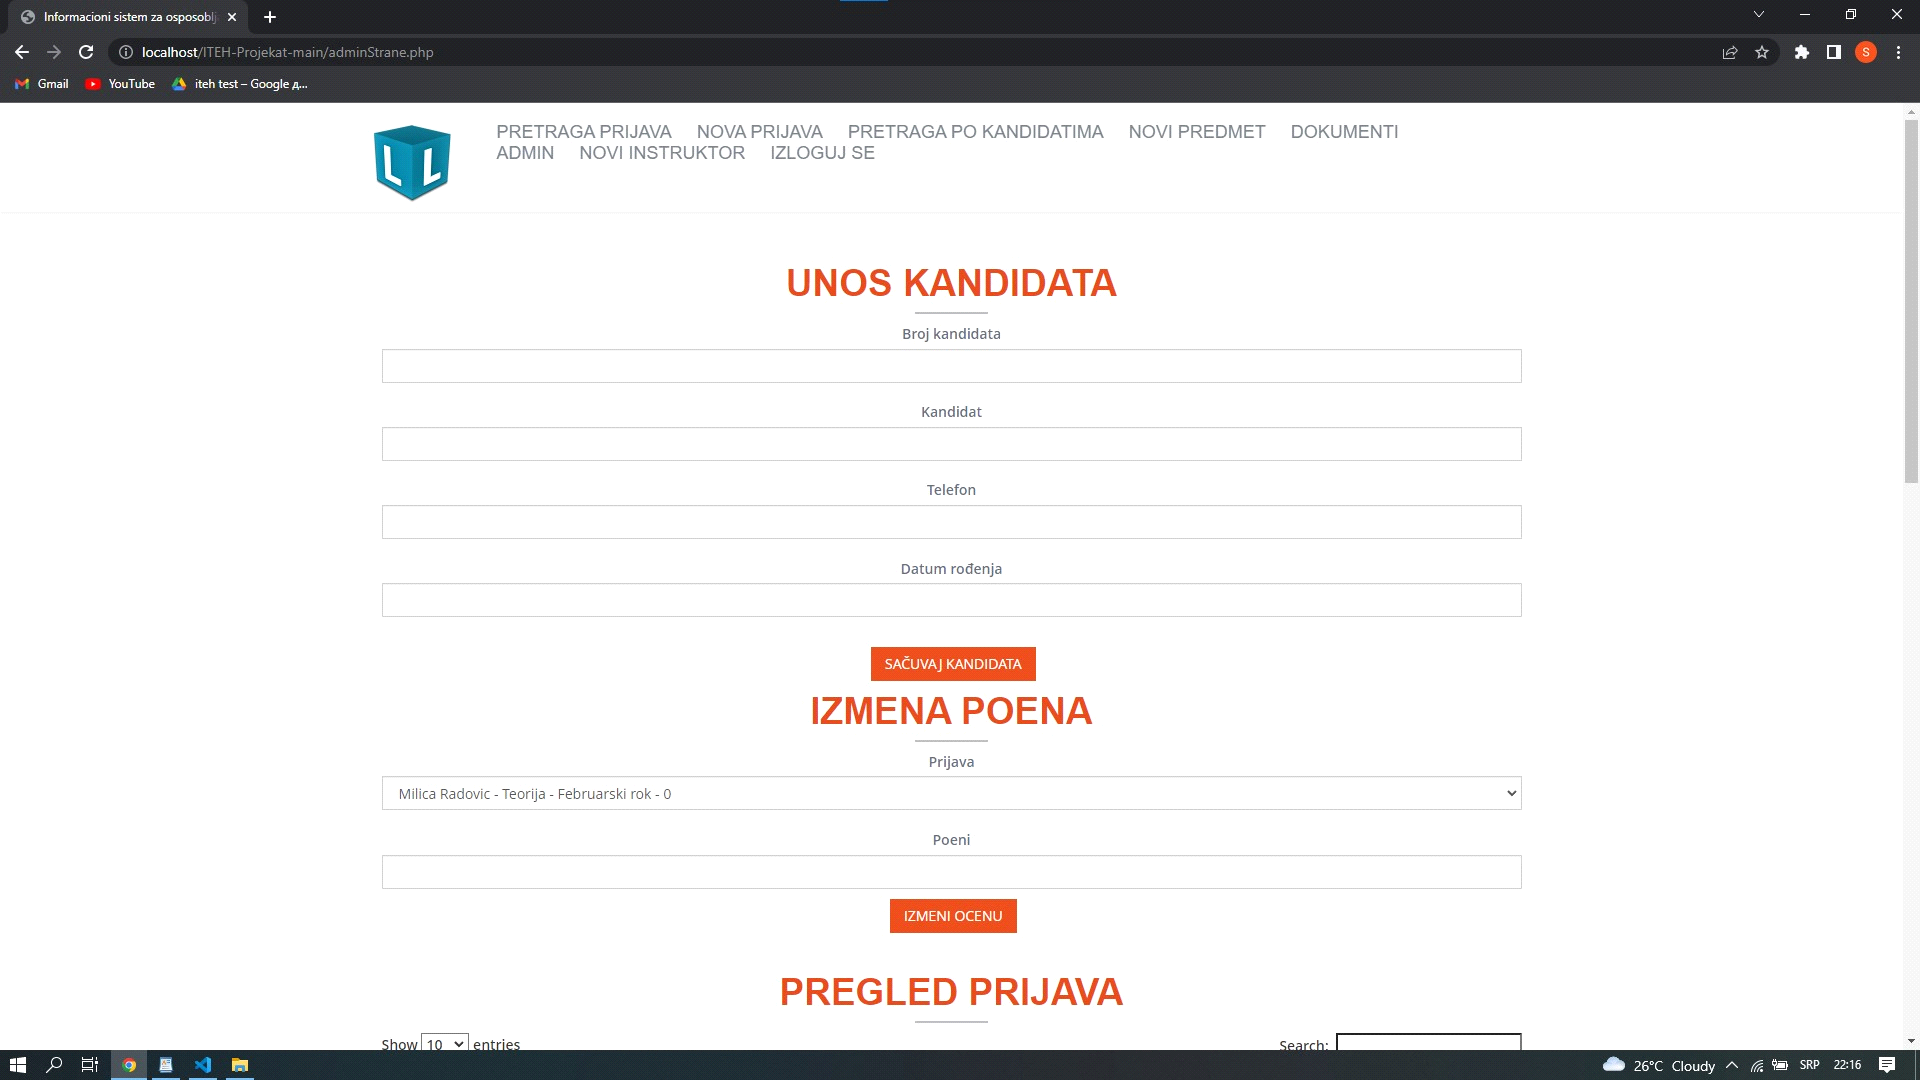 Informacioni sistem za osposoblj
localhost/ITEH-Projekat-main/adminStrane.php
S
Gmail YouTube iteh test – Google д...
LL
PRETRAGA PRIJAVA NOVA PRIJAVA PRETRAGA PO KANDIDATIMA NOVI PREDMET DOKUMENTI
ADMIN NOVI INSTRUKTOR IZLOGUJ SE
UNOS KANDIDATA
Broj kandidata
Kandidat
Telefon
Datum rođenja
SAČUVAJ KANDIDATA
IZMENA POENA
Prijava
Milica Radovic - Teorija - Februarski rok - 0
Poeni
IZMENI OCENU
PREGLED PRIJAVA
Show 10 entries Search:
26°C Cloudy SRP 22:16